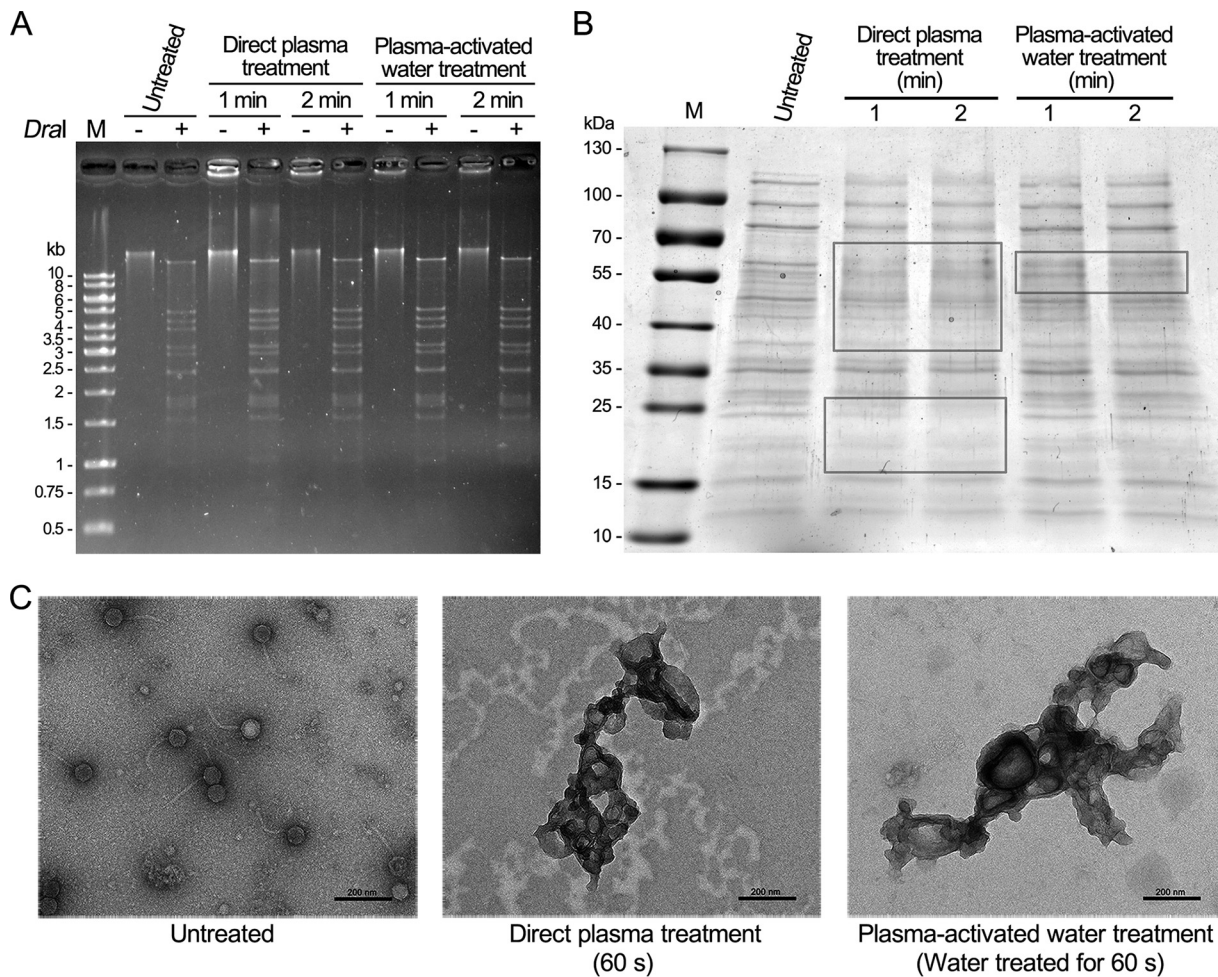 A
Untreated
Direct plasma
treatment
Plasma-activated
water treatment
1 min
2 min
1 min
2 min
DraI M - + - + - + - + - +
kb
10 -
8 -
6 -
5 -
4 -
3.5 -
3 -
2.5 -
2 -
1.5 -
1 -
0.75 -
0.5 -
B
M
Untreated
Direct plasma
treatment
(min)
Plasma-activated
water treatment
(min)
1 2 1 2
kDa
130 -
100 -
70 -
55 -
40 -
35 -
25 -
15 -
10 -
C
200 nm
200 nm
200 nm
Untreated
Direct plasma treatment
(60 s)
Plasma-activated water treatment
(Water treated for 60 s)